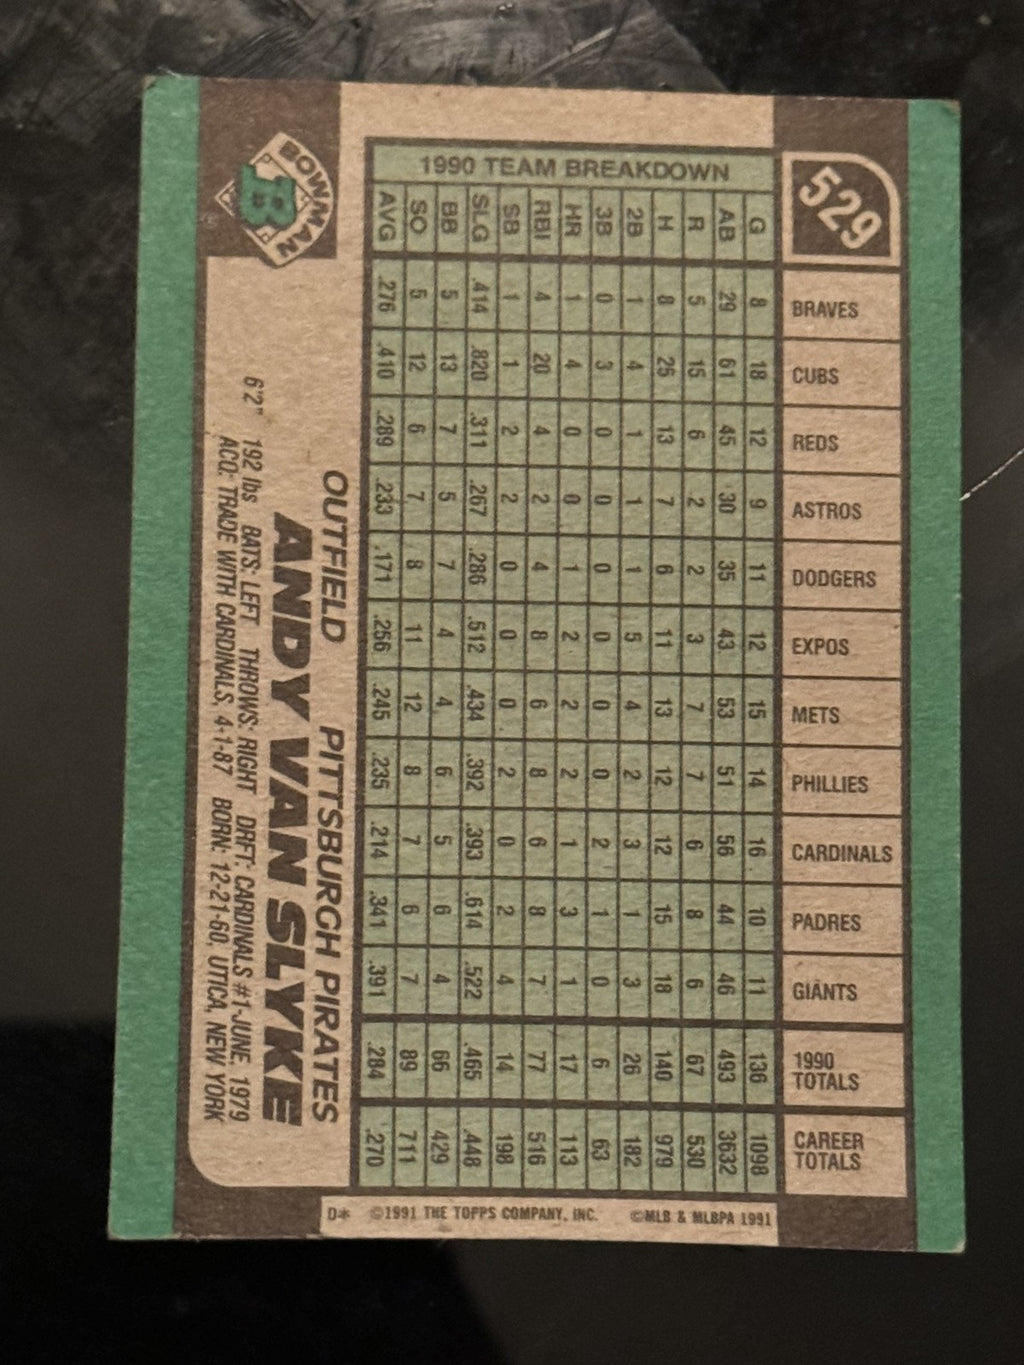 529
BOWMAN
B
OUTFIELD PITTSBURGH PIRATES
ANDY VAN SLYKE
6'2" 192 lbs BATS: LEFT THROWS: RIGHT DRFT: CARDINALS #1-JUNE, 1979
ACQ: TRADE WITH CARDINALS, 4-1-87 BORN: 12-21-60, UTICA, NEW YORK
1990 TEAM BREAKDOWN
G AB R H 2B 3B HR RBI SB SLG BB SO AVG
BRAVES 8 29 5 8 1 0 1 4 1 .414 5 5 .276
CUBS 18 61 15 25 4 3 4 20 1 .820 13 12 .410
REDS 12 45 6 13 1 0 0 4 2 .311 7 6 .289
ASTROS 9 30 2 7 1 0 0 2 2 .267 5 7 .233
DODGERS 11 35 2 6 1 0 1 4 0 .286 7 8 .171
EXPOS 12 43 3 11 5 0 2 8 0 .512 4 11 .256
METS 15 53 7 13 4 0 2 6 0 .434 4 12 .245
PHILLIES 14 51 7 12 2 0 2 8 2 .392 6 8 .235
CARDINALS 16 56 6 12 3 2 1 6 0 .393 5 7 .214
PADRES 10 44 8 15 1 1 3 8 2 .614 6 6 .341
GIANTS 11 46 6 18 3 0 1 7 4 .522 4 7 .391
1990 TOTALS 136 493 67 140 26 6 17 77 14 .465 66 89 .284
CAREER TOTALS 1098 3632 530 979 182 63 113 516 198 .448 429 711 .270
D* ©1991 THE TOPPS COMPANY, INC. ©MLB & MLBPA 1991